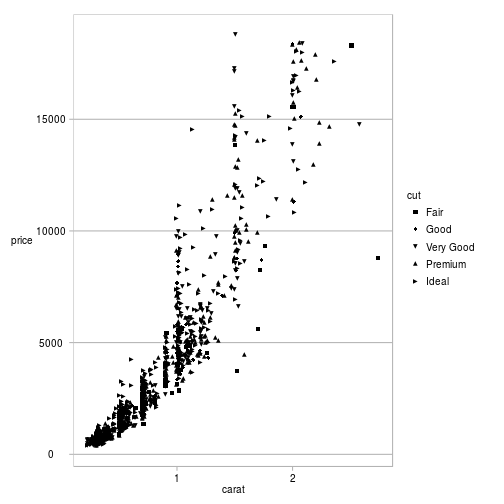 15000
10000
5000
0
price
1
2
carat
cut
Fair
Good
Very Good
Premium
Ideal